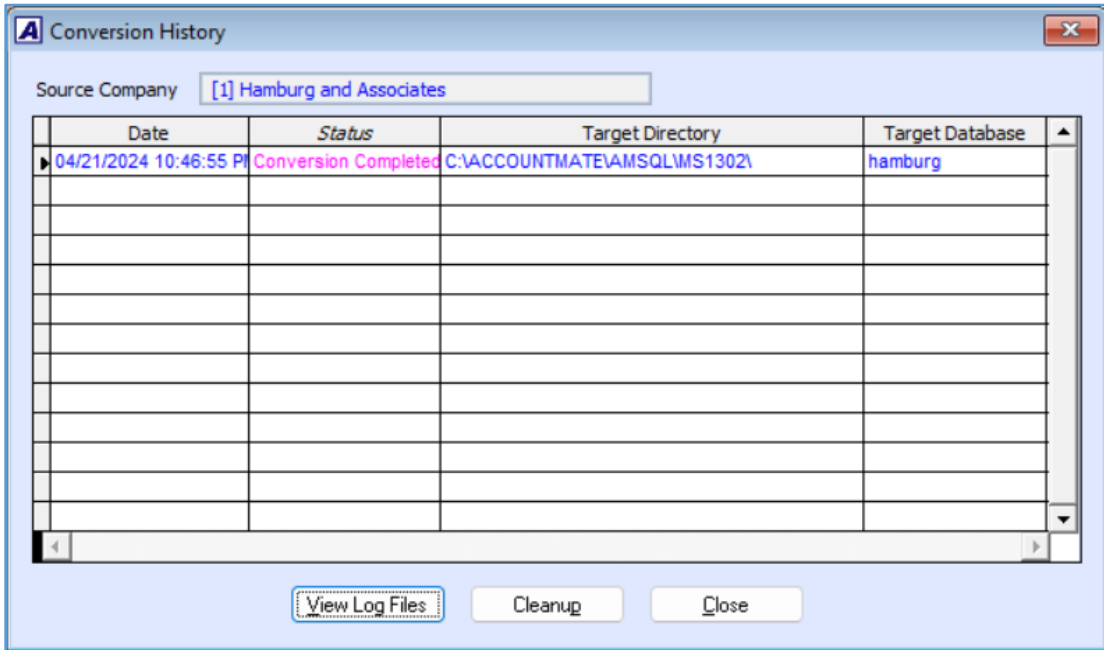 A Conversion History
Source Company [1] Hamburg and Associates
Date Status Target Directory Target Database
04/21/2024 10:46:55 PM Conversion Completed C:\ACCOUNTMATE\AMSQL\MS1302\ hamburg
View Log Files Cleanup Close